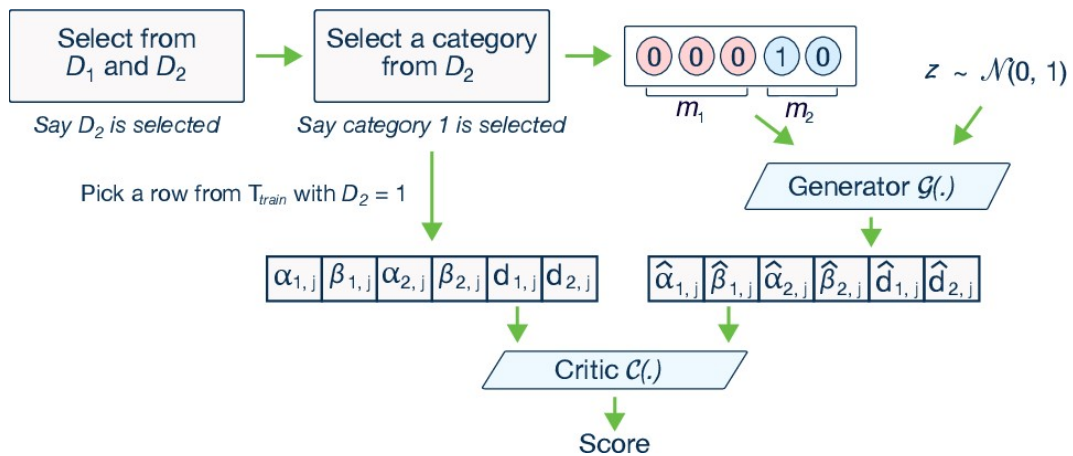 Select from
D₁ and D₂
Select a category
from D₂
0 0 0 1 0
m₁
m₂
z ~ 𝒩(0, 1)
Say D₂ is selected
Say category 1 is selected
Pick a row from T_train with D₂ = 1
Generator 𝒢(.)
α₁,ⱼ β₁,ⱼ α₂,ⱼ β₂,ⱼ d₁,ⱼ d₂,ⱼ
α̂₁,ⱼ β̂₁,ⱼ α̂₂,ⱼ β̂₂,ⱼ d̂₁,ⱼ d̂₂,ⱼ
Critic 𝒞(.)
Score